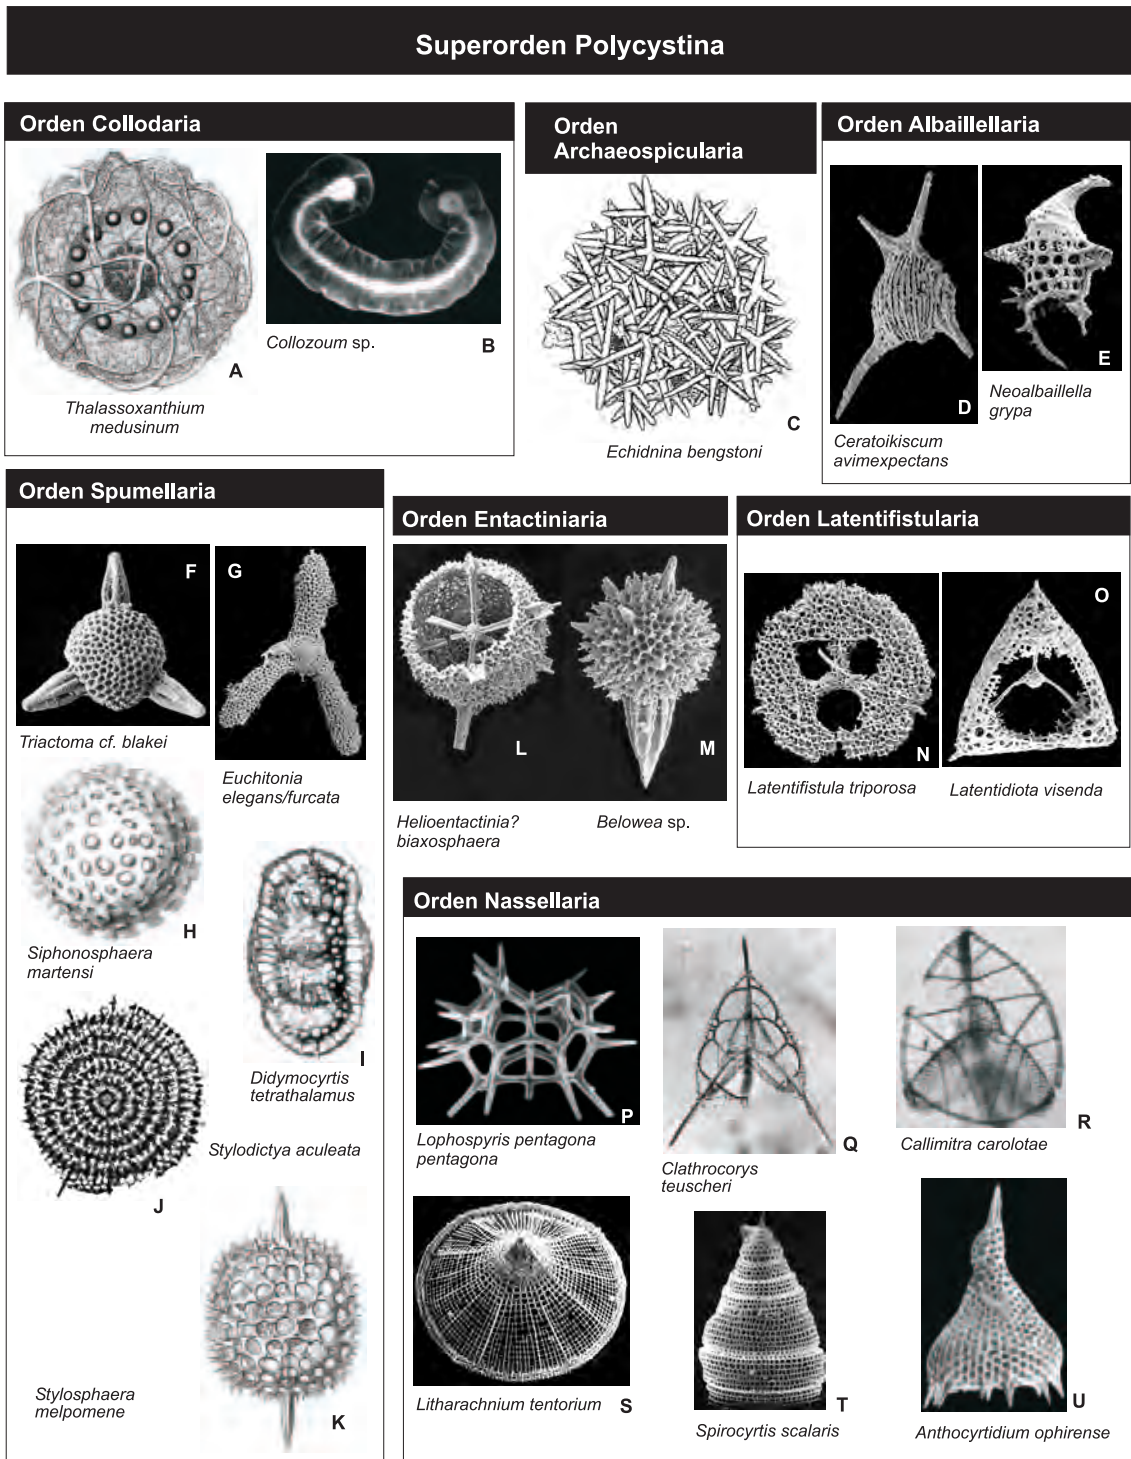 Superorden Polycystina
Orden Collodaria
A
Thalassoxanthium
medusinum
B
Collozoum sp.
Orden
Archaeospicularia
C
Echidnina bengstoni
Orden Albaillellaria
D
Ceratoikiscum
avimexpectans
E
Neoalbaillella
grypa
Orden Spumellaria
F
Triactoma cf. blakei
G
Euchitonia
elegans/furcata
H
Siphonosphaera
martensi
I
Didymocyrtis
tetrathalamus
Stylodictya aculeata
J
Stylosphaera
melpomene
K
Orden Entactiniaria
L
Helioentactinia?
biaxosphaera
M
Belowea sp.
Orden Latentifistularia
N
Latentifistula triporosa
O
Latentidiota visenda
Orden Nassellaria
P
Lophospyris pentagona
pentagona
Q
Clathrocorys
teuscheri
R
Callimitra carolotae
Litharachnium tentorium
S
T
Spirocyrtis scalaris
U
Anthocyrtidium ophirense